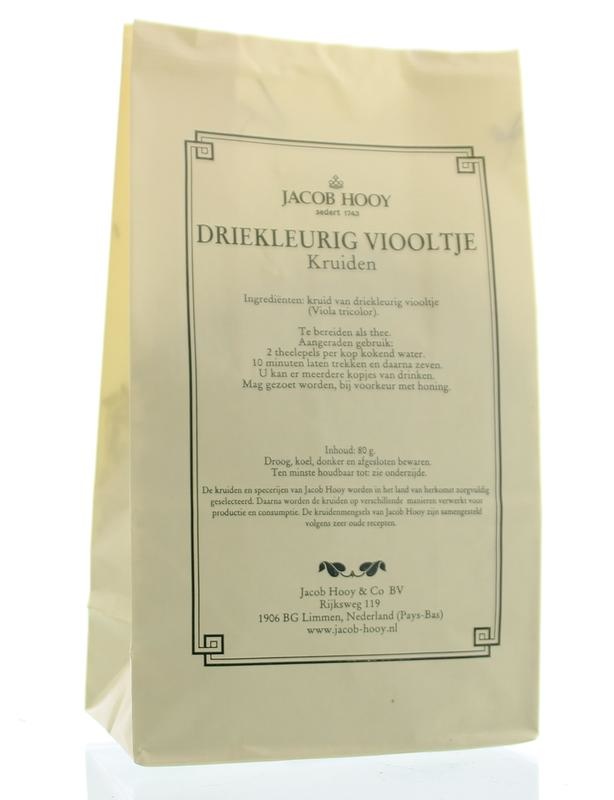 JACOB HOOY
sedert 1743
DRIEKLEURIG VIOOLTJE
Kruiden
Ingrediënten: kruid van driekleurig viooltje
(Viola tricolor).
Te bereiden als thee.
Aangeraden gebruik:
2 theelepels per kop kokend water.
10 minuten laten trekken en daarna zeven.
U kan er meerdere kopjes van drinken.
Mag gezoet worden, bij voorkeur met honing.
Inhoud: 80 g.
Droog, koel, donker en afgesloten bewaren.
Ten minste houdbaar tot: zie onderzijde.
De kruiden en specerijen van Jacob Hooy worden in het land van herkomst zorgvuldig
geselecteerd. Daarna worden de kruiden op verschillende manieren verwerkt voor
productie en consumptie. De kruidenmengsels van Jacob Hooy zijn samengesteld
volgens zeer oude recepten.
Jacob Hooy & Co BV
Rijksweg 119
1906 BG Limmen, Nederland (Pays-Bas)
www.jacob-hooy.nl